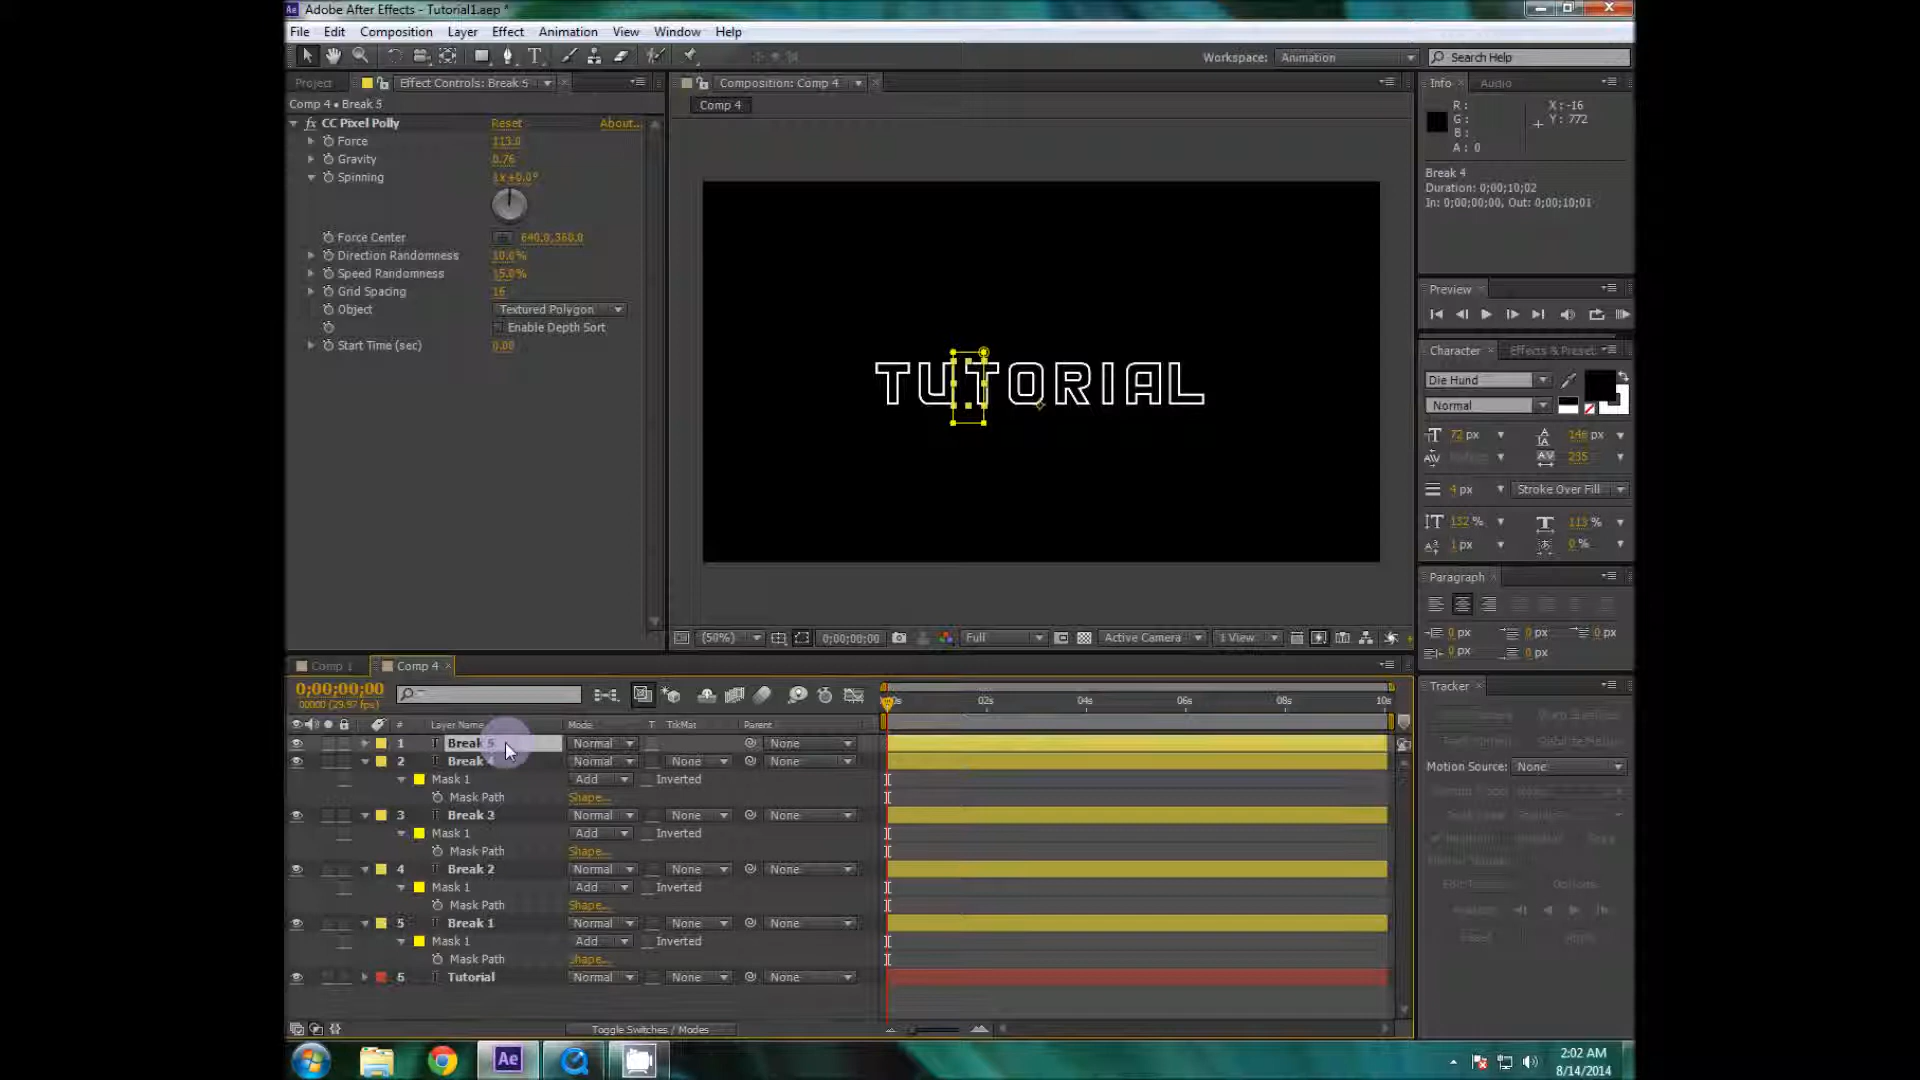 Adobe After Effects - Tutorial1.aep *
File Edit Composition Layer Effect Animation View Window Help
Workspace: Animation Search Help
Project Effect Controls: Break 5 Composition: Comp 4 Info Audio
Comp 4 • Break 5 Comp 4
CC Pixel Polly Reset About...
Force 113.0
Gravity 0.76
Spinning 1x+0.0°
Force Center 640.0,360.0
Direction Randomness 10.0%
Speed Randomness 15.0%
Grid Spacing 16
Object Textured Polygon
Enable Depth Sort
Start Time (sec) 0.00
TUTORIAL
R: X: -16
G: Y: 772
B:
A: 0
Break 4
Duration: 0;00;10;02
In: 0;00;00;00, Out: 0;00;10;01
Preview
Character Effects & Preset
Die Hund
Normal
72 px 146 px
235
4 px Stroke Over Fill
132 % 113 %
1 px 0 %
Paragraph
0 px 0 px 0 px
0 px 0 px
(50%) 0;00;00;00 Full Active Camera 1 View
Comp 1 Comp 4
0;00;00;00
00000 (29.97 fps)
02s 04s 06s 08s 10s
# Layer Name Mode T TrkMat Parent
1 Break 5 Normal None
2 Break 4 Normal None None
Mask 1 Add Inverted
Mask Path Shape...
3 Break 3 Normal None None
Mask 1 Add Inverted
Mask Path Shape...
4 Break 2 Normal None None
Mask 1 Add Inverted
Mask Path Shape...
5 Break 1 Normal None None
Mask 1 Add Inverted
Mask Path Shape...
6 Tutorial Normal None None
Toggle Switches / Modes
Tracker
Motion Source: None
Ae
2:02 AM
8/14/2014